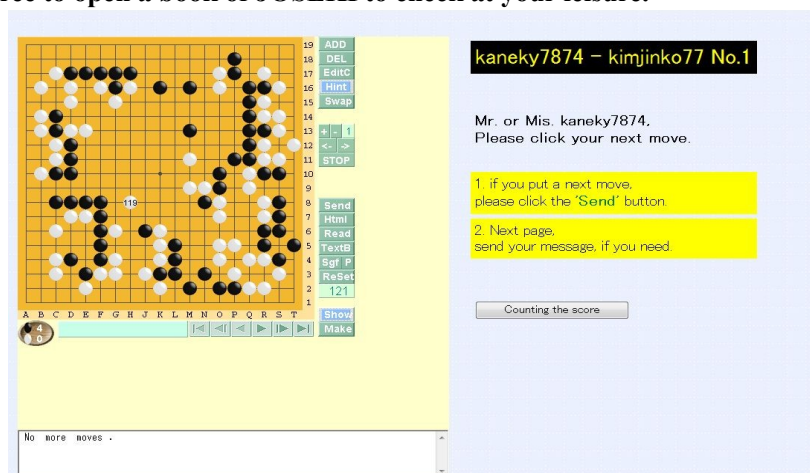 ree to open a book of JOSEKI to check at your leisure.
kaneky7874 - kimjinko77 No.1
Mr. or Mis. kaneky7874,
Please click your next move.
1. if you put a next move,
please click the 'Send' button.
2. Next page,
send your message, if you need.
Counting the score
19 ADD
18 DEL
17 EditC
16 Hint
15 Swap
14
13 + - 1
12 <- ->
11 STOP
10
9
8 Send
7 Html
6 Read
5 TextB
4 Sgf P
3 ReSet
2 121
1
119
A B C D E F G H J K L M N O P Q R S T
Show
4
0
Make
No more moves .